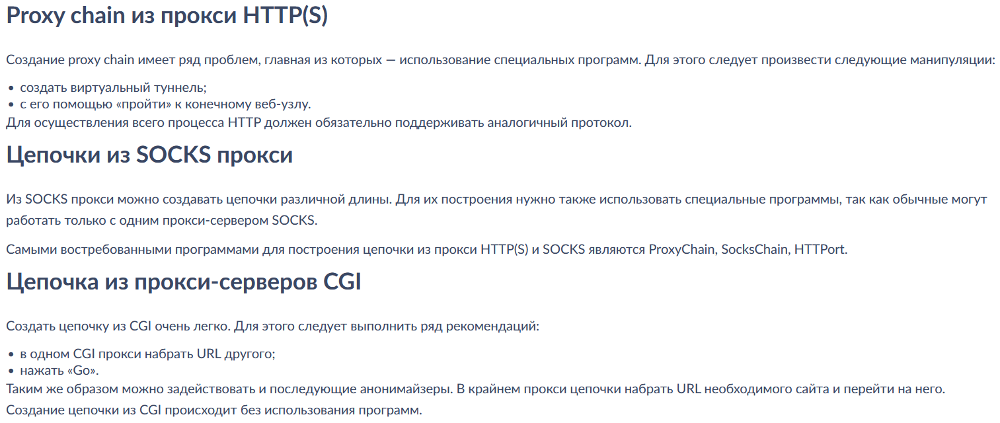 Proxy chain из прокси HTTP(S)
Создание proxy chain имеет ряд проблем, главная из которых — использование специальных программ. Для этого следует произвести следующие манипуляции:
• создать виртуальный туннель;
• с его помощью «пройти» к конечному веб-узлу.
Для осуществления всего процесса HTTP должен обязательно поддерживать аналогичный протокол.
Цепочки из SOCKS прокси
Из SOCKS прокси можно создавать цепочки различной длины. Для их построения нужно также использовать специальные программы, так как обычные могут
работать только с одним прокси-сервером SOCKS.
Самыми востребованными программами для построения цепочки из прокси HTTP(S) и SOCKS являются ProxyChain, SocksChain, HTTPort.
Цепочка из прокси-серверов CGI
Создать цепочку из CGI очень легко. Для этого следует выполнить ряд рекомендаций:
• в одном CGI прокси набрать URL другого;
• нажать «Go».
Таким же образом можно задействовать и последующие анонимайзеры. В крайнем прокси цепочки набрать URL необходимого сайта и перейти на него.
Создание цепочки из CGI происходит без использования программ.